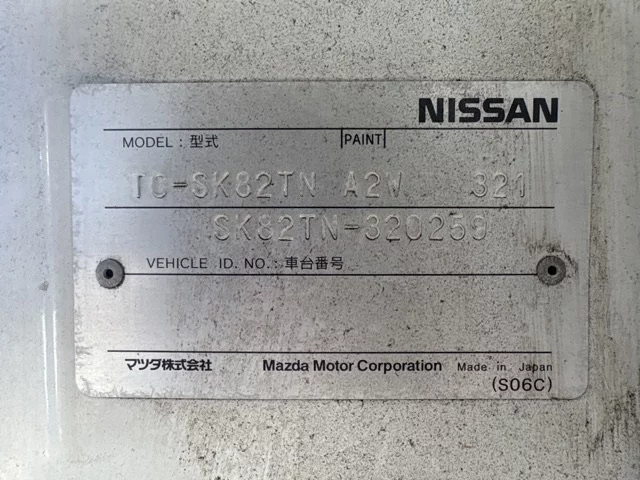 NISSAN
MODEL : 型式 PAINT
TC-SK82TN A2W 321
SK82TN-320259
VEHICLE ID. NO. : 車台番号
マツダ株式会社 Mazda Motor Corporation Made in Japan
(S06C)